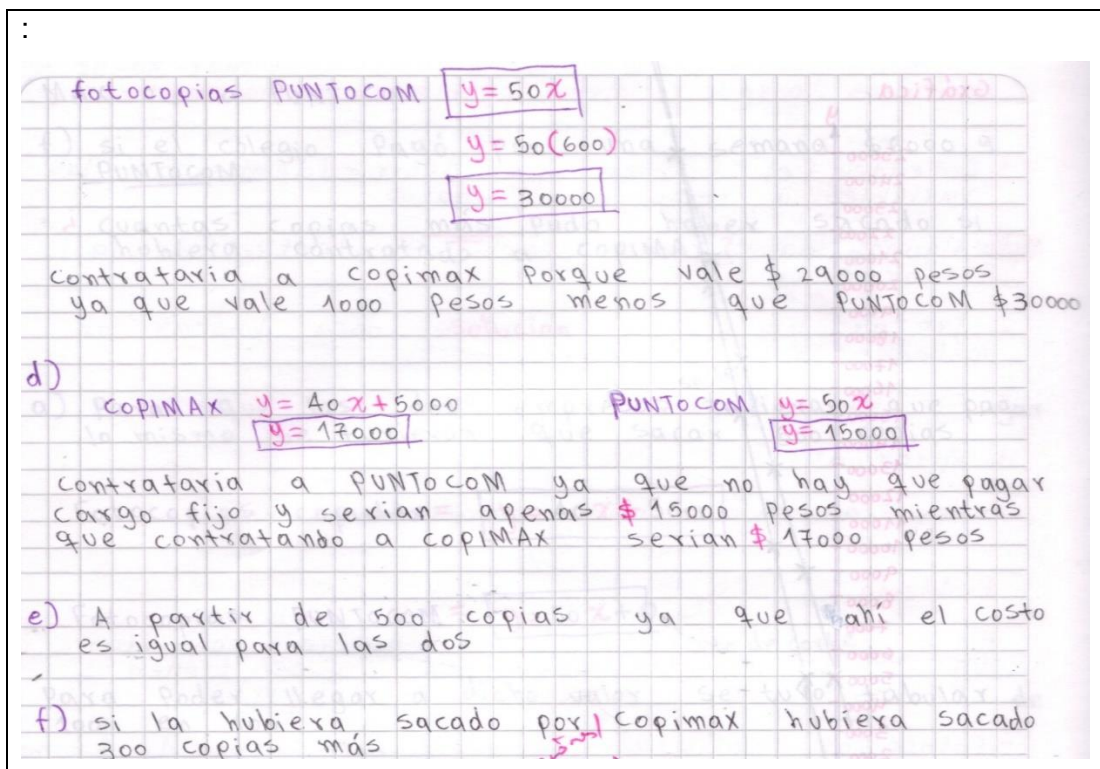 :
fotocopias PUNTOCOM y = 50x
y = 50(600)
y = 30000
contrataria a copimax porque vale $ 29000 pesos
ya que vale 1000 pesos menos que PUNTOCOM $30000
d)
COPIMAX y = 40x + 5000 PUNTOCOM y = 50x
y = 17000 y = 15000
contrataria a PUNTOCOM ya que no hay que pagar
cargo fijo y serian apenas $ 15000 pesos mientras
que contratando a COPIMAX serian $ 17000 pesos
e) A partir de 500 copias ya que ahí el costo
es igual para las dos
f) si la hubiera sacado por copimax hubiera sacado
300 copias más